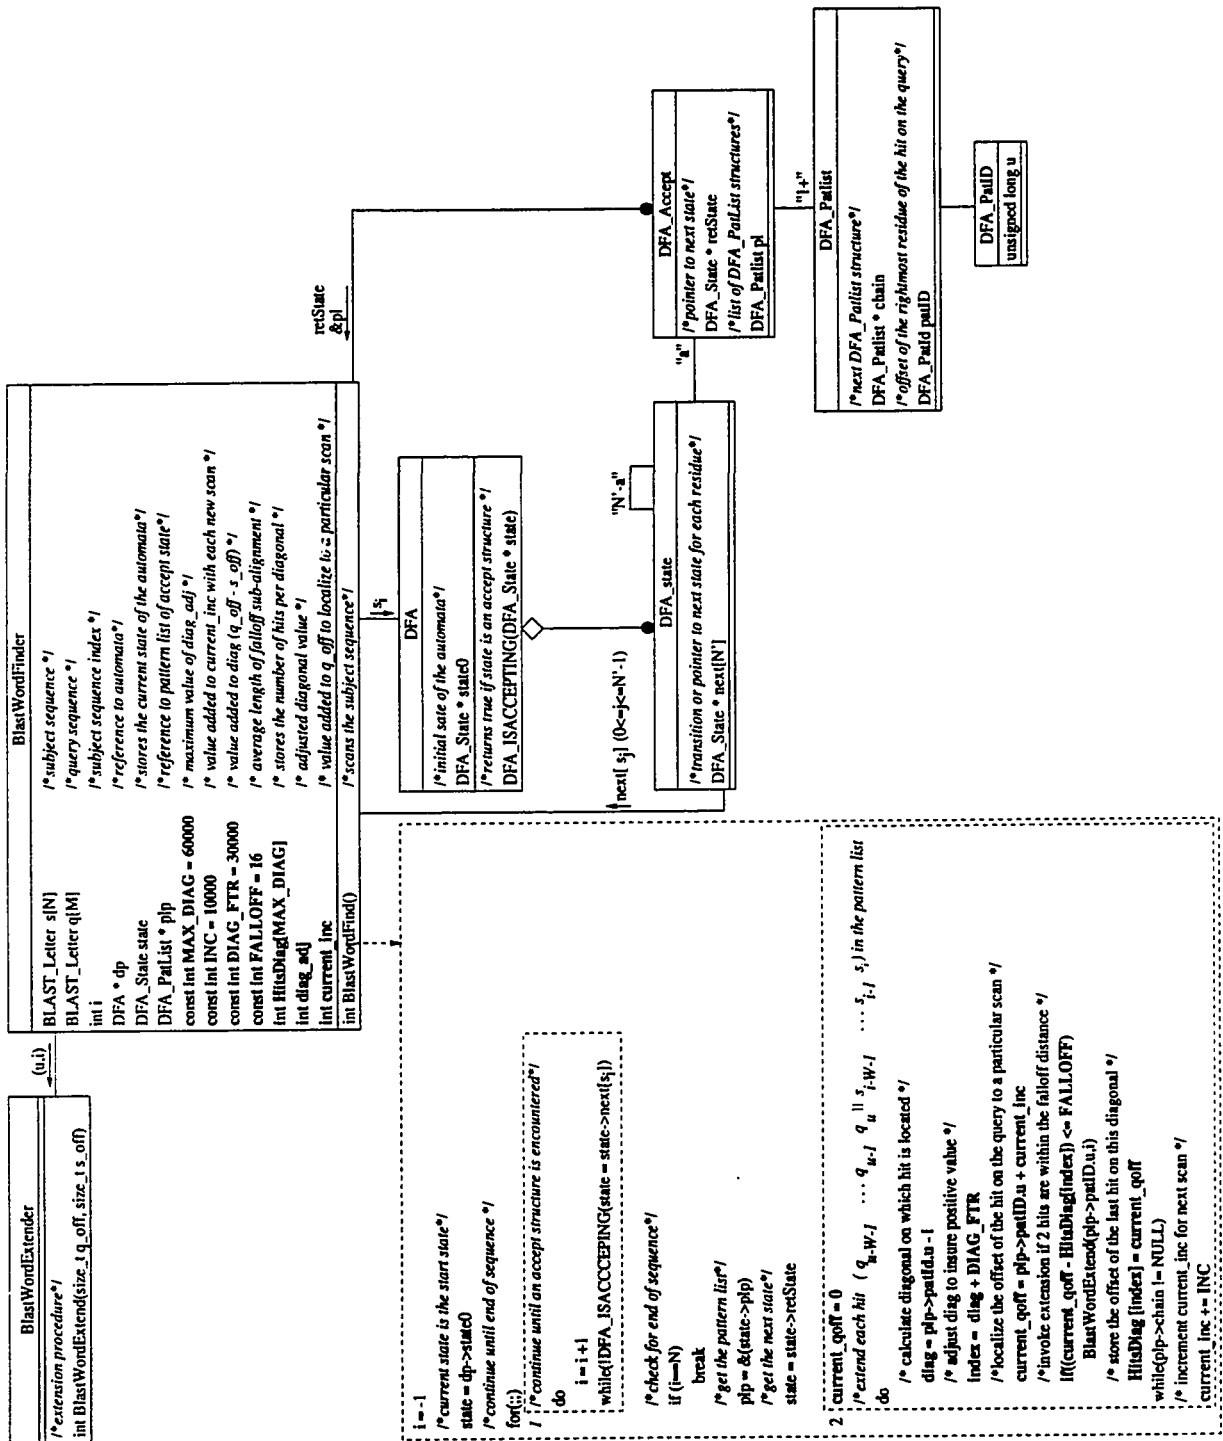 BlastWordExtender
/*extension procedure*/
int BlastWordExtend(size_t q_off, size_t s_off)
(u,i)
BlastWordFinder
BLAST_Letter s[N] /*subject sequence */
BLAST_Letter q[M] /*query sequence */
int i /*subject sequence index */
DFA * dp /*reference to automata*/
DFA_State state /*stores the current state of the automata*/
DFA_PatList * plp /*reference to pattern list of accept state*/
const int MAX_DIAG = 60000 /* maximum value of diag_adj */
const int INC = 10000 /* value added to current_inc with each new scan */
const int DIAG_FTR = 30000 /* value added to diag (q_off - s_off) */
const int FALLOFF = 16 /* average length of falloff sub-alignment */
int HitsDiag[MAX_DIAG] /* stores the number of hits per diagonal */
int diag_adj /* adjusted diagonal value */
int current_inc /* value added to q_off to localize to a particular scan */
int BlastWordFind() /*scans the subject sequence*/
retState
&pl
s_i
DFA
/*initial sate of the automata*/
DFA_State * state0
/*returns true if state is an accept structure */
DFA_ISACCEPTING(DFA_State * state)
next[ s_j] (0<=j<=N'-1)
"N'-a"
DFA_state
/*transition or pointer to next state for each residue*/
DFA_State * next[N']
"a"
DFA_Accept
/*pointer to next state*/
DFA_State * retState
/*list of DFA_PatList structures*/
DFA_Patlist pl
"1+"
DFA_Patlist
/*next DFA_Patlist structure*/
DFA_Patlist * chain
/*offset of the rightmost residue of the hit on the query*/
DFA_PatId patID
DFA_PatID
unsigned long u
i = -1
/*current state is the start state*/
state = dp->state0
/*continue until end of sequence */
for(;;)
1 /*continue until an accept structure is encountered*/
do
i = i +1
while(!DFA_ISACCCEPING(state = state->next[s_i])
/*check for end of sequence*/
if (i==N)
break
/*get the pattern list*/
plp = &(state->plp)
/*get the next state*/
state = state->retState
2 current_qoff = 0
/*extend each hit ( q_u-W-1 ... q_u-1 q_u || s_i-W-1 ... s_i-1 s_i) in the pattern list
do
/* calculate diagonal on which hit is located */
diag = plp->patId.u - i
/* adjust diag to insure positive value */
index = diag + DIAG_FTR
/*localize the offset of the hit on the query to a particular scan */
current_qoff = plp->patID.u + current_inc
/*invoke extension if 2 hits are within the falloff distance */
if((current_qoff - HitsDiag[index]) <= FALLOFF)
BlastWordExtend(plp->patID.u,i)
/* store the offset of the last hit on this diagonal */
HitsDiag [index] = current_qoff
while(plp->chain != NULL)
/* increment current_inc for next scan */
current_inc += INC